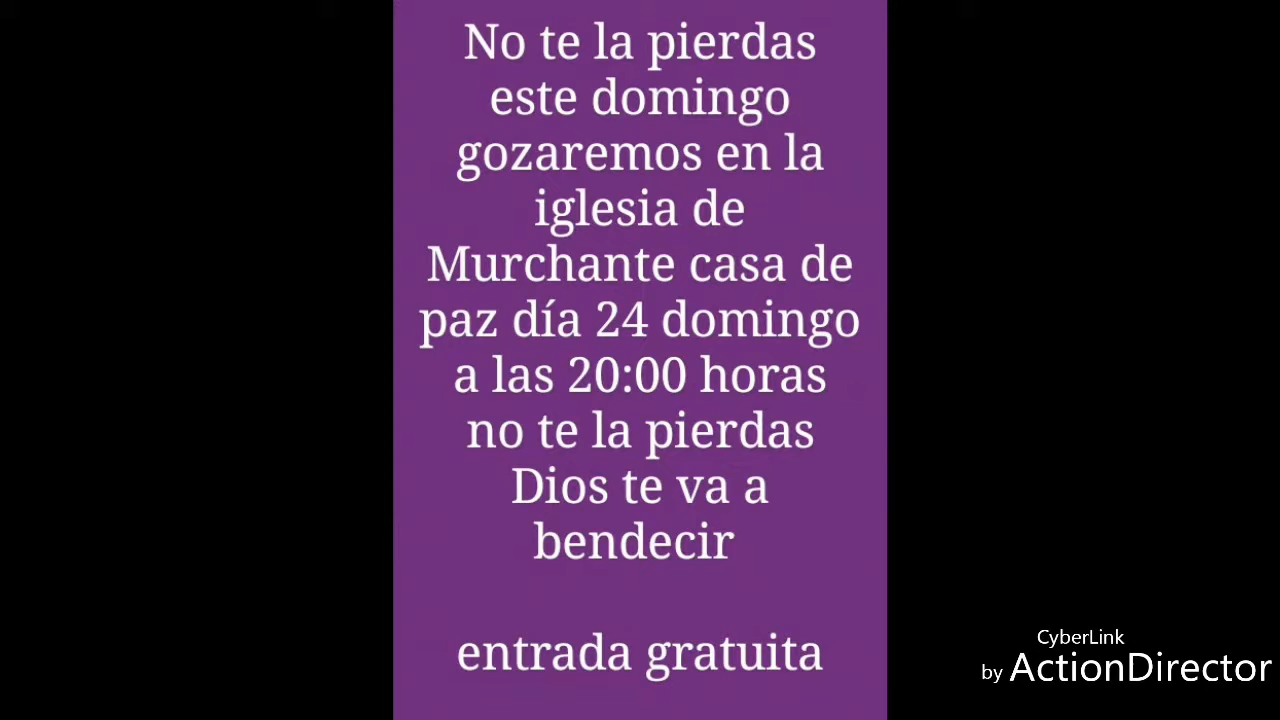 No te la pierdas
este domingo
gozaremos en la
iglesia de
Murchante casa de
paz día 24 domingo
a las 20:00 horas
no te la pierdas
Dios te va a
bendecir
entrada gratuita
CyberLink
by ActionDirector